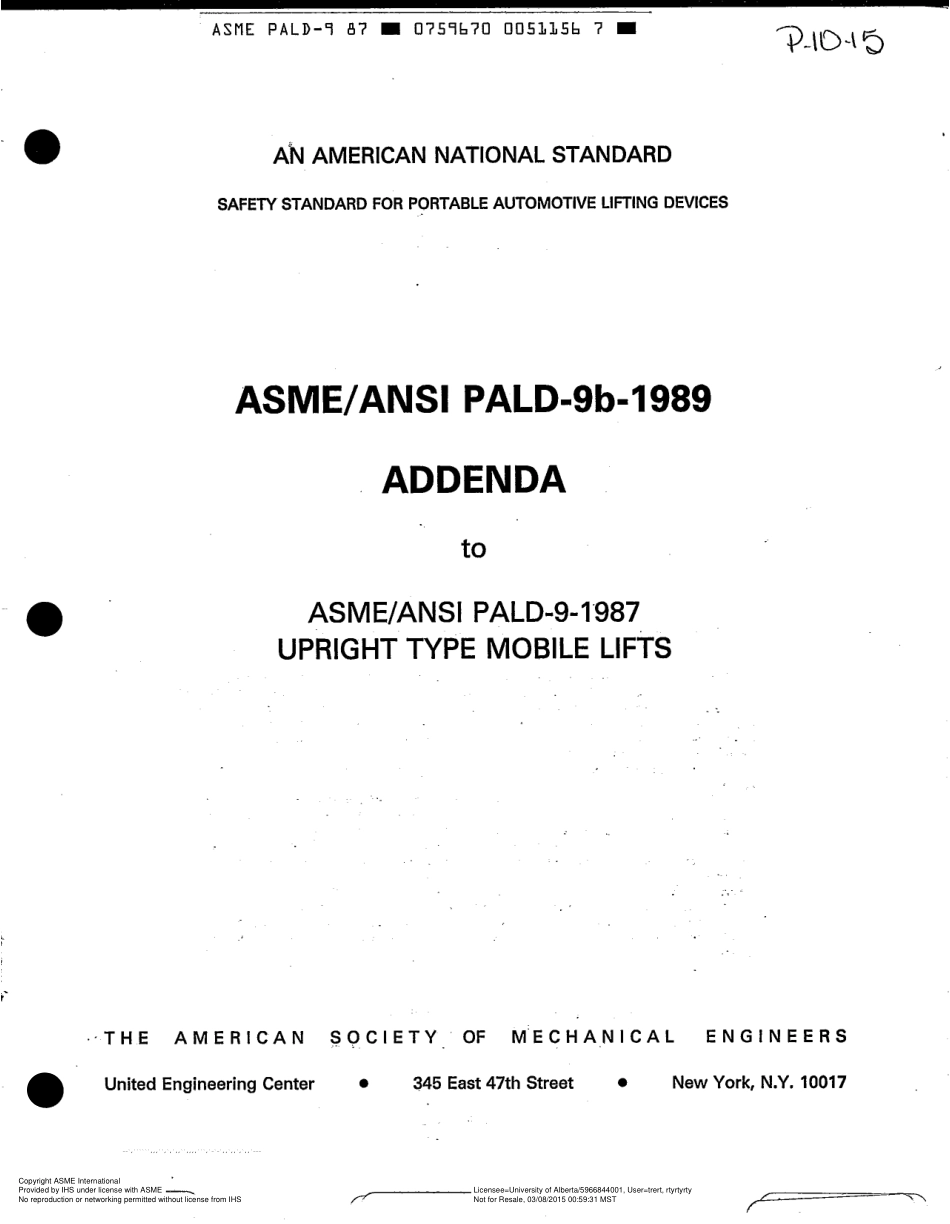 ASME PALD-9 87 ■ 0759670 0051156 7 ■
P-10-15
AN AMERICAN NATIONAL STANDARD
SAFETY STANDARD FOR PORTABLE AUTOMOTIVE LIFTING DEVICES
ASME/ANSI PALD-9b-1989
ADDENDA
to
ASME/ANSI PALD-9-1987
UPRIGHT TYPE MOBILE LIFTS
THE AMERICAN SOCIETY OF MECHANICAL ENGINEERS
United Engineering Center ● 345 East 47th Street ● New York, N.Y. 10017
Copyright ASME International
Provided by IHS under license with ASME
No reproduction or networking permitted without license from IHS
Licensee=University of Alberta/5966844001, User=trert, rtyrtyrty
Not for Resale, 03/08/2015 00:59:31 MST